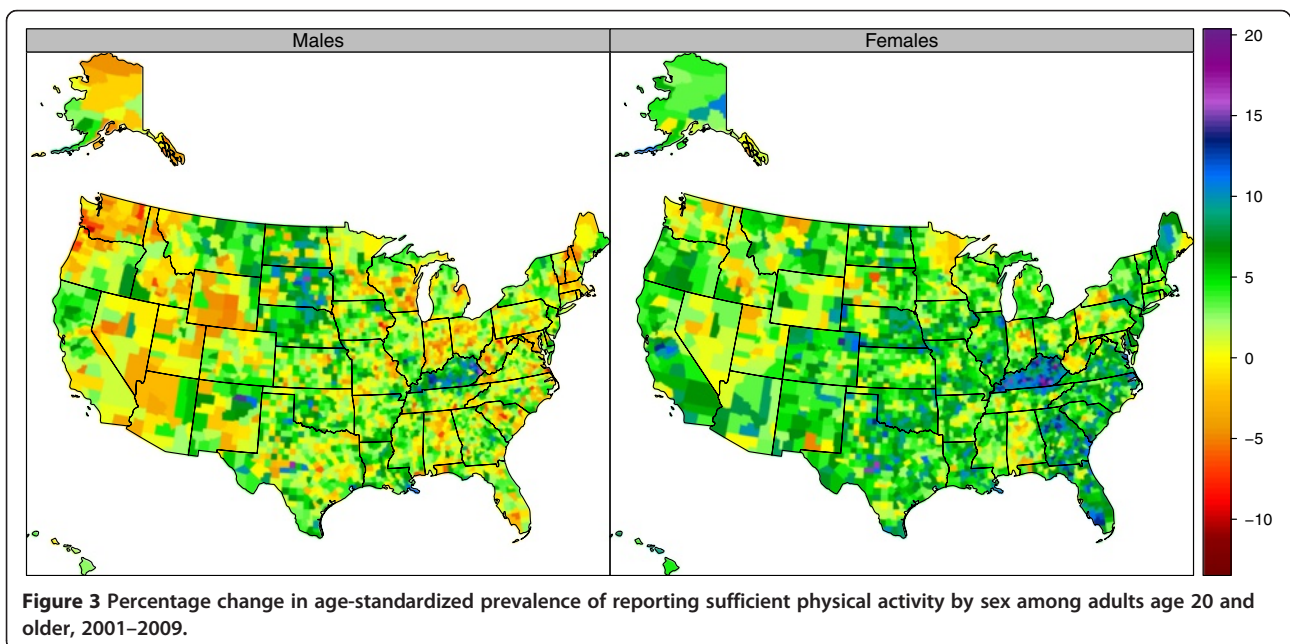 Males
Females
20
15
10
5
0
−5
−10
Figure 3 Percentage change in age-standardized prevalence of reporting sufficient physical activity by sex among adults age 20 and
older, 2001–2009.